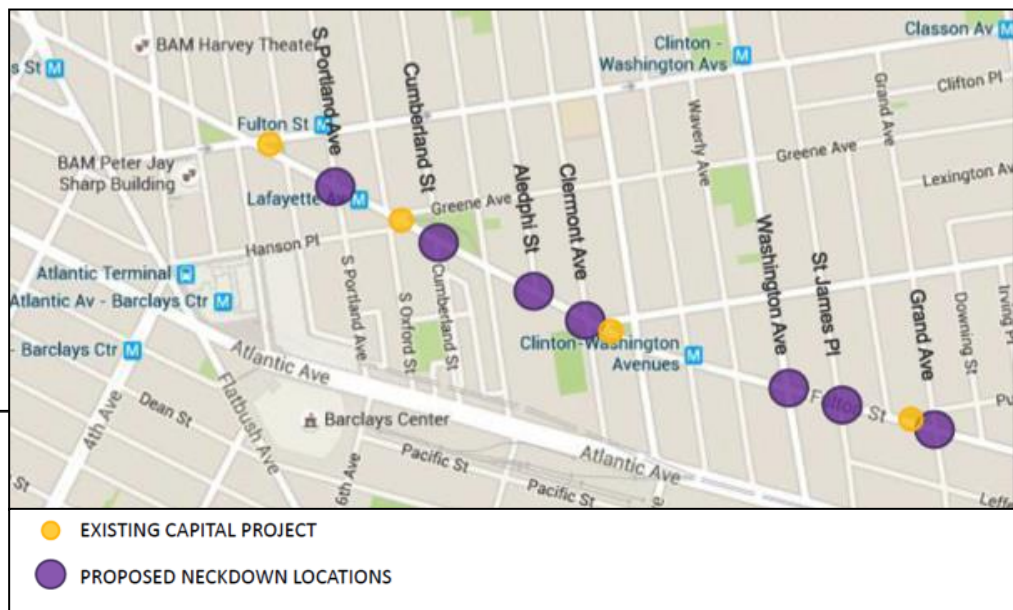 BAM Harvey Theater
S Portland Ave
Clinton -
Washington Avs
Classon Av M
s St M
Cumberland St
Clifton Pl
Grand Ave
Waverly Ave
Fulton St M
Greene Ave
BAM Peter Jay
Sharp Building
Lafayette Av M
Greene Ave
Lexington Av
Aledphi St
Clermont Ave
Hanson Pl
Washington Ave
St James Pl
Atlantic Terminal
S Portland Ave
S Oxford St
Cumberland St
Grand Ave
Downing St
Irving Pl
Atlantic Av - Barclays Ctr M
- Barclays Ctr M
Clinton-Washington
Avenues M
Atlantic Ave
Flatbush Ave
4th Ave
Dean St
Fulton St
Pu
Barclays Center
6th Ave
Pacific St
Atlantic Ave
Pacific St
e
St
Leffe
EXISTING CAPITAL PROJECT
PROPOSED NECKDOWN LOCATIONS